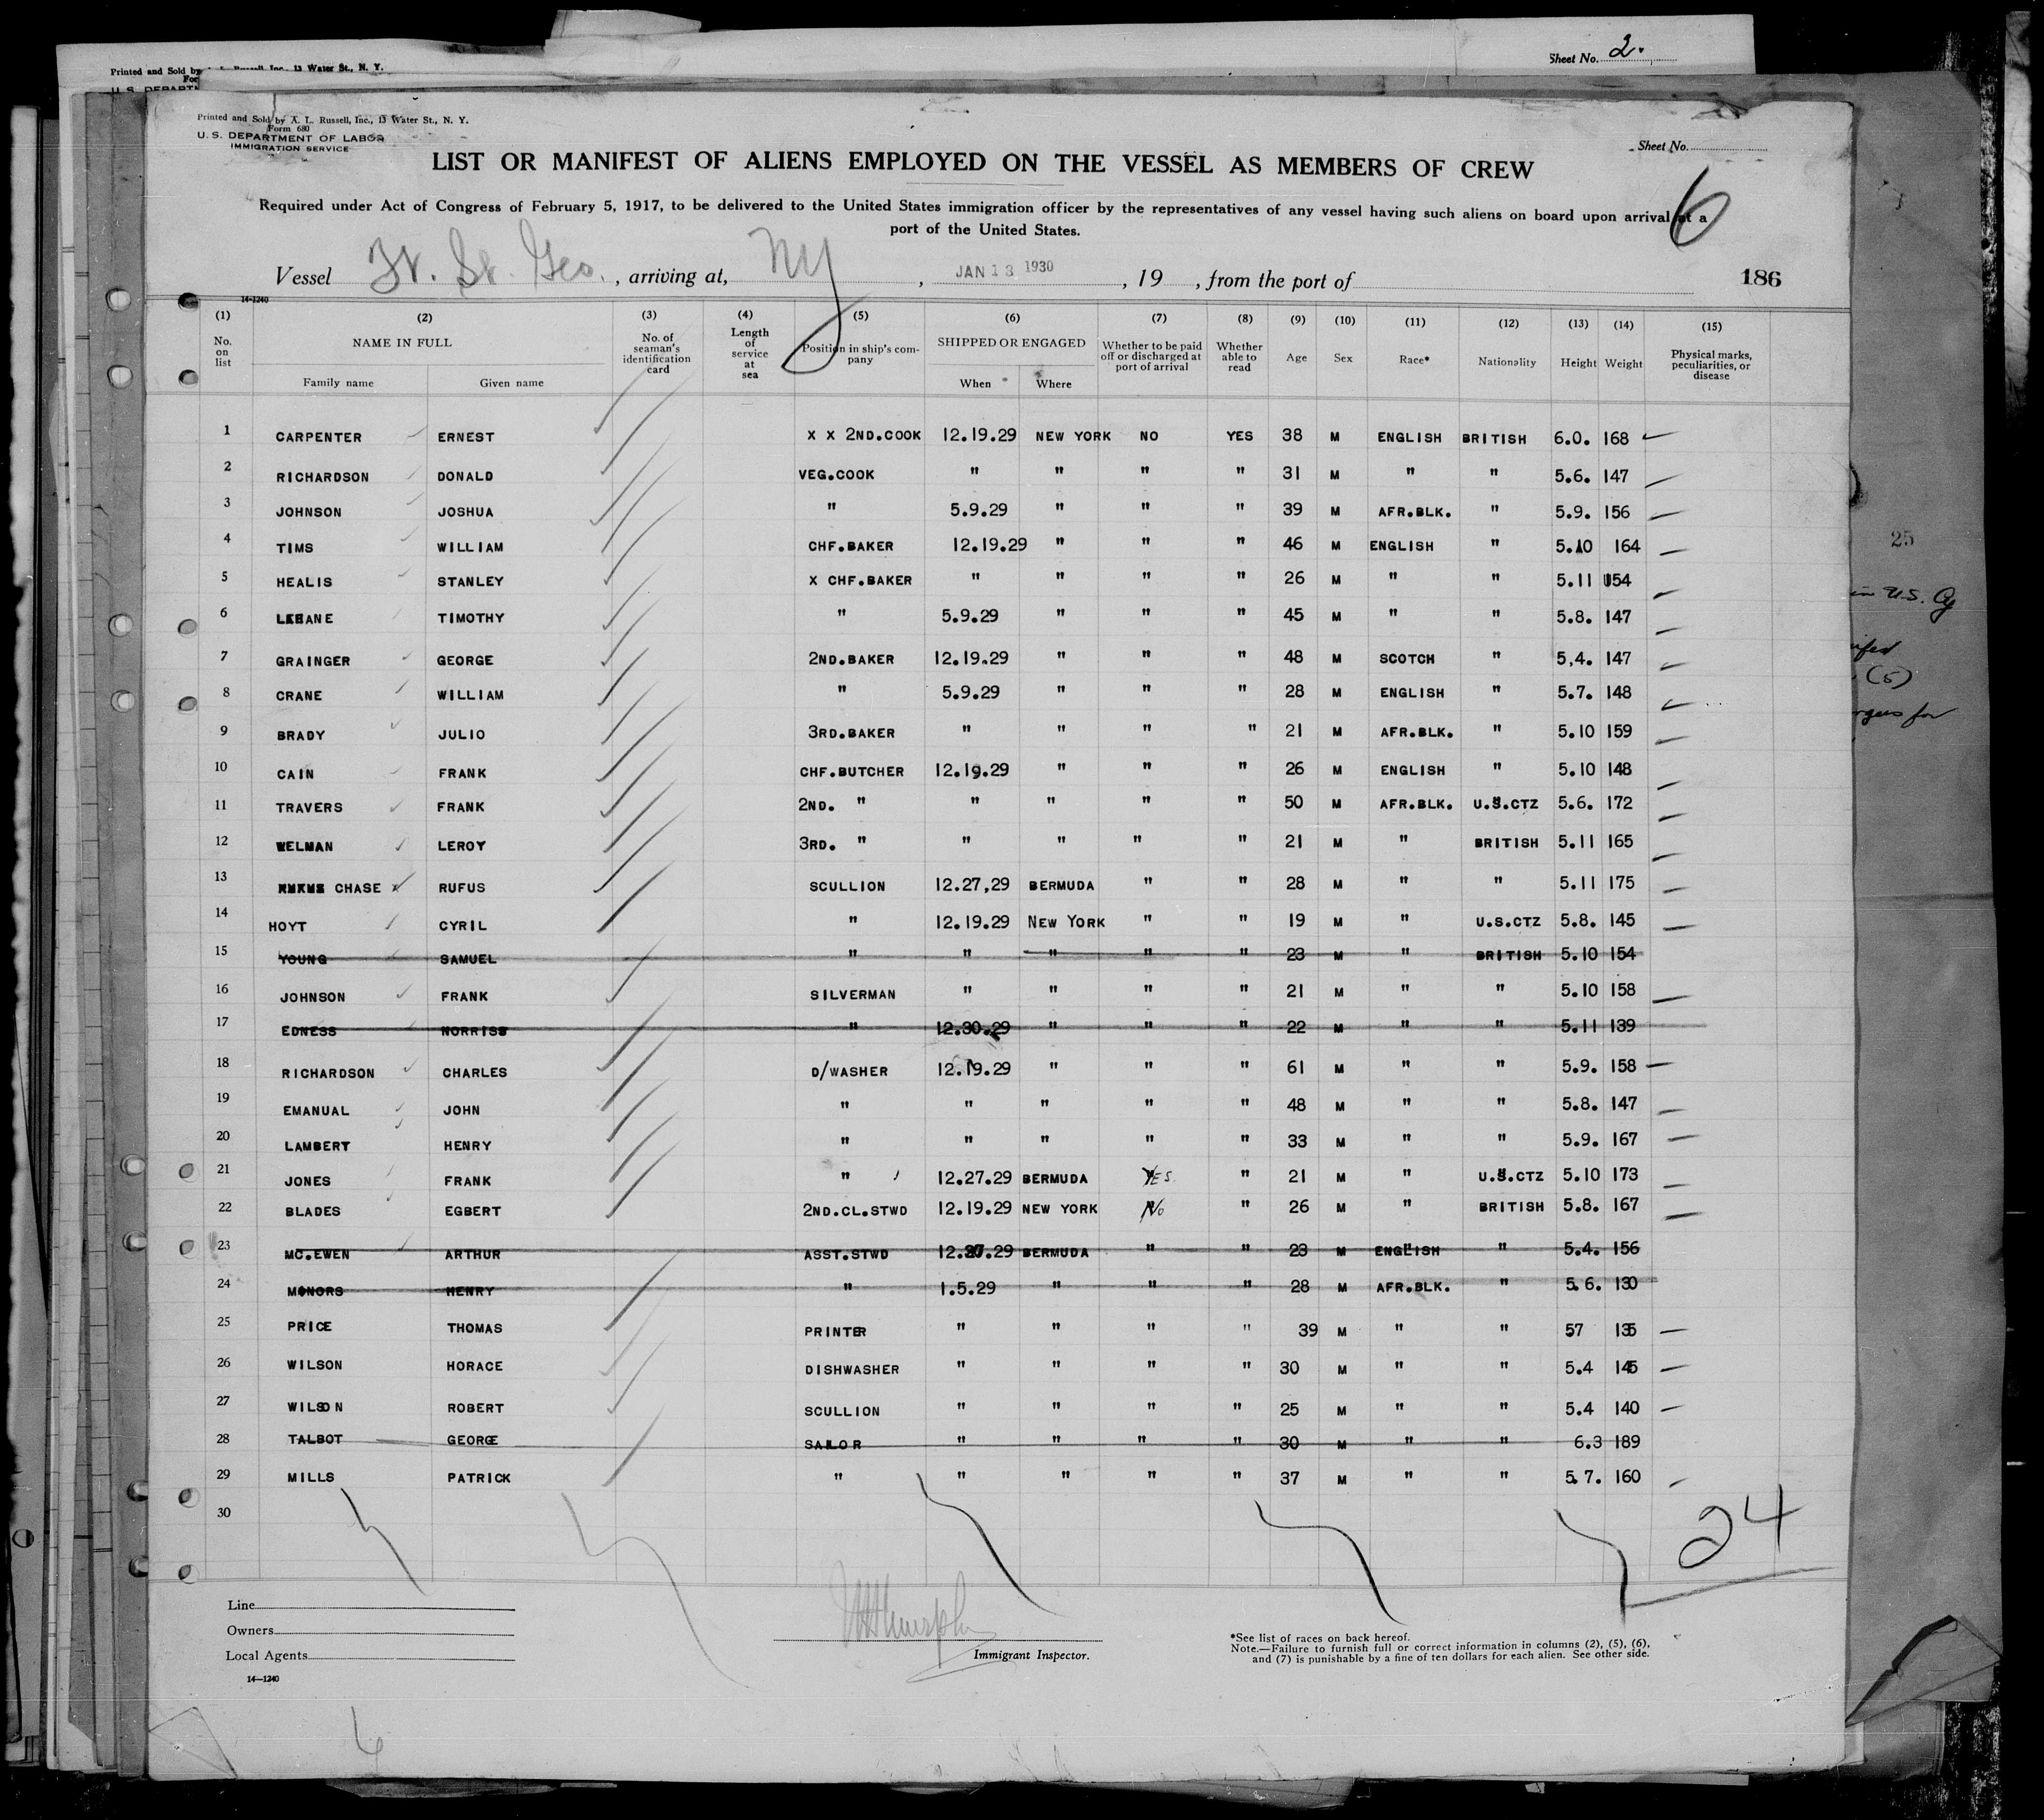 Sheet No. 2.
Printed and Sold by
Inc. 13 Water St., N. Y.
For
U. S. DEPART
Printed and Sold by A. L. Russell, Inc., 13 Water St., N. Y.
Form 680
U. S. DEPARTMENT OF LABOR
IMMIGRATION SERVICE
Sheet No.
LIST OR MANIFEST OF ALIENS EMPLOYED ON THE VESSEL AS MEMBERS OF CREW
6
Required under Act of Congress of February 5, 1917, to be delivered to the United States immigration officer by the representatives of any vessel having such aliens on board upon arrival at a
port of the United States.
Vessel Ft. St. Geo., arriving at, NY, JAN 13 1930, 19 , from the port of 186
14-1240
(1) (2) (3) (4) (5) (6) (7) (8) (9) (10) (11) (12) (13) (14) (15)
No. on list NAME IN FULL Family name Given name No. of seaman's identification card Length of service at sea Position in ship's company SHIPPED OR ENGAGED When Where Whether to be paid off or discharged at port of arrival Whether able to read Age Sex Race* Nationality Height Weight Physical marks, peculiarities, or disease
1 CARPENTER ERNEST X X 2ND.COOK 12.19.29 NEW YORK NO YES 38 M ENGLISH BRITISH 6.0. 168
2 RICHARDSON DONALD VEG.COOK " " " " 31 M " " 5.6. 147
3 JOHNSON JOSHUA " 5.9.29 " " " 39 M AFR.BLK. " 5.9. 156
4 TIMS WILLIAM CHF.BAKER 12.19.29 " " " 46 M ENGLISH " 5.10 164
5 HEALIS STANLEY X CHF.BAKER " " " " 26 M " " 5.11 154
6 LEHANE TIMOTHY " 5.9.29 " " " 45 M " " 5.8. 147
7 GRAINGER GEORGE 2ND.BAKER 12.19.29 " " " 48 M SCOTCH " 5,4. 147
8 CRANE WILLIAM " 5.9.29 " " " 28 M ENGLISH " 5.7. 148
9 BRADY JULIO 3RD.BAKER " " " " 21 M AFR.BLK. " 5.10 159
10 CAIN FRANK CHF.BUTCHER 12.19.29 " " " 26 M ENGLISH " 5.10 148
11 TRAVERS FRANK 2ND. " " " " " 50 M AFR.BLK. U.S.CTZ 5.6. 172
12 WELMAN LEROY 3RD. " " " " " 21 M " BRITISH 5.11 165
13 CHASE RUFUS SCULLION 12.27,29 BERMUDA " " 28 M " " 5.11 175
14 HOYT CYRIL " 12.19.29 NEW YORK " " 19 M " U.S.CTZ 5.8. 145
15 YOUNG SAMUEL " " " " " 23 M " BRITISH 5.10 154
16 JOHNSON FRANK SILVERMAN " " " " 21 M " " 5.10 158
17 EDNESS NORRISS " 12.30.29 " " " 22 M " " 5.11 139
18 RICHARDSON CHARLES D/WASHER 12.19.29 " " " 61 M " " 5.9. 158
19 EMANUAL JOHN " " " " " 48 M " " 5.8. 147
20 LAMBERT HENRY " " " " " 33 M " " 5.9. 167
21 JONES FRANK " 12.27.29 BERMUDA YES. " 21 M " U.S.CTZ 5.10 173
22 BLADES EGBERT 2ND.CL.STWD 12.19.29 NEW YORK No " 26 M " BRITISH 5.8. 167
23 MC.EWEN ARTHUR ASST.STWD 12.27.29 BERMUDA " " 23 M ENGLISH " 5.4. 156
24 MONORS HENRY " 1.5.29 " " " 28 M AFR.BLK. " 5.6. 130
25 PRICE THOMAS PRINTER " " " " 39 M " " 57 135
26 WILSON HORACE DISHWASHER " " " " 30 M " " 5.4 145
27 WILSON ROBERT SCULLION " " " " 25 M " " 5.4 140
28 TALBOT GEORGE SAILOR " " " " 30 M " " 6.3 189
29 MILLS PATRICK " " " " " 37 M " " 5.7. 160
30
24
Line
Owners
Local Agents
14—1240
Immigrant Inspector.
*See list of races on back hereof.
Note.—Failure to furnish full or correct information in columns (2), (5), (6),
and (7) is punishable by a fine of ten dollars for each alien. See other side.
25
in U.S.
(5)
for